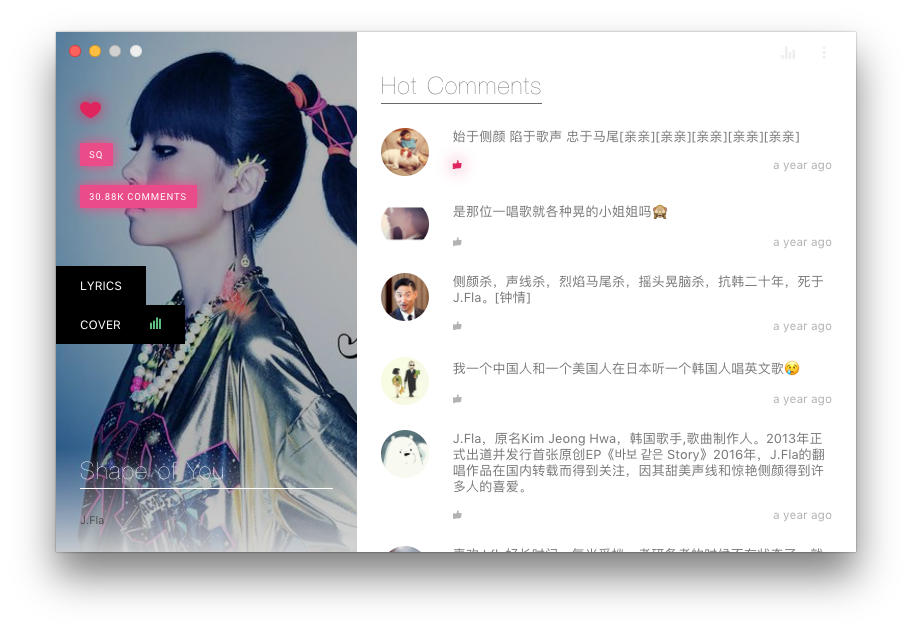 SQ
30.88K COMMENTS
LYRICS
COVER
Shape of You
J.Fla
Hot Comments
始于侧颜 陷于歌声 忠于马尾[亲亲][亲亲][亲亲][亲亲][亲亲]
a year ago
是那位一唱歌就各种晃的小姐姐吗🙈
a year ago
侧颜杀，声线杀，烈焰马尾杀，摇头晃脑杀，抗韩二十年，死于
J.Fla。[钟情]
a year ago
我一个中国人和一个美国人在日本听一个韩国人唱英文歌😢
a year ago
J.Fla，原名Kim Jeong Hwa，韩国歌手,歌曲制作人。2013年正
式出道并发行首张原创EP《바보 같은 Story》2016年，J.Fla的翻
唱作品在国内转载而得到关注，因其甜美声线和惊艳侧颜得到许
多人的喜爱。
a year ago